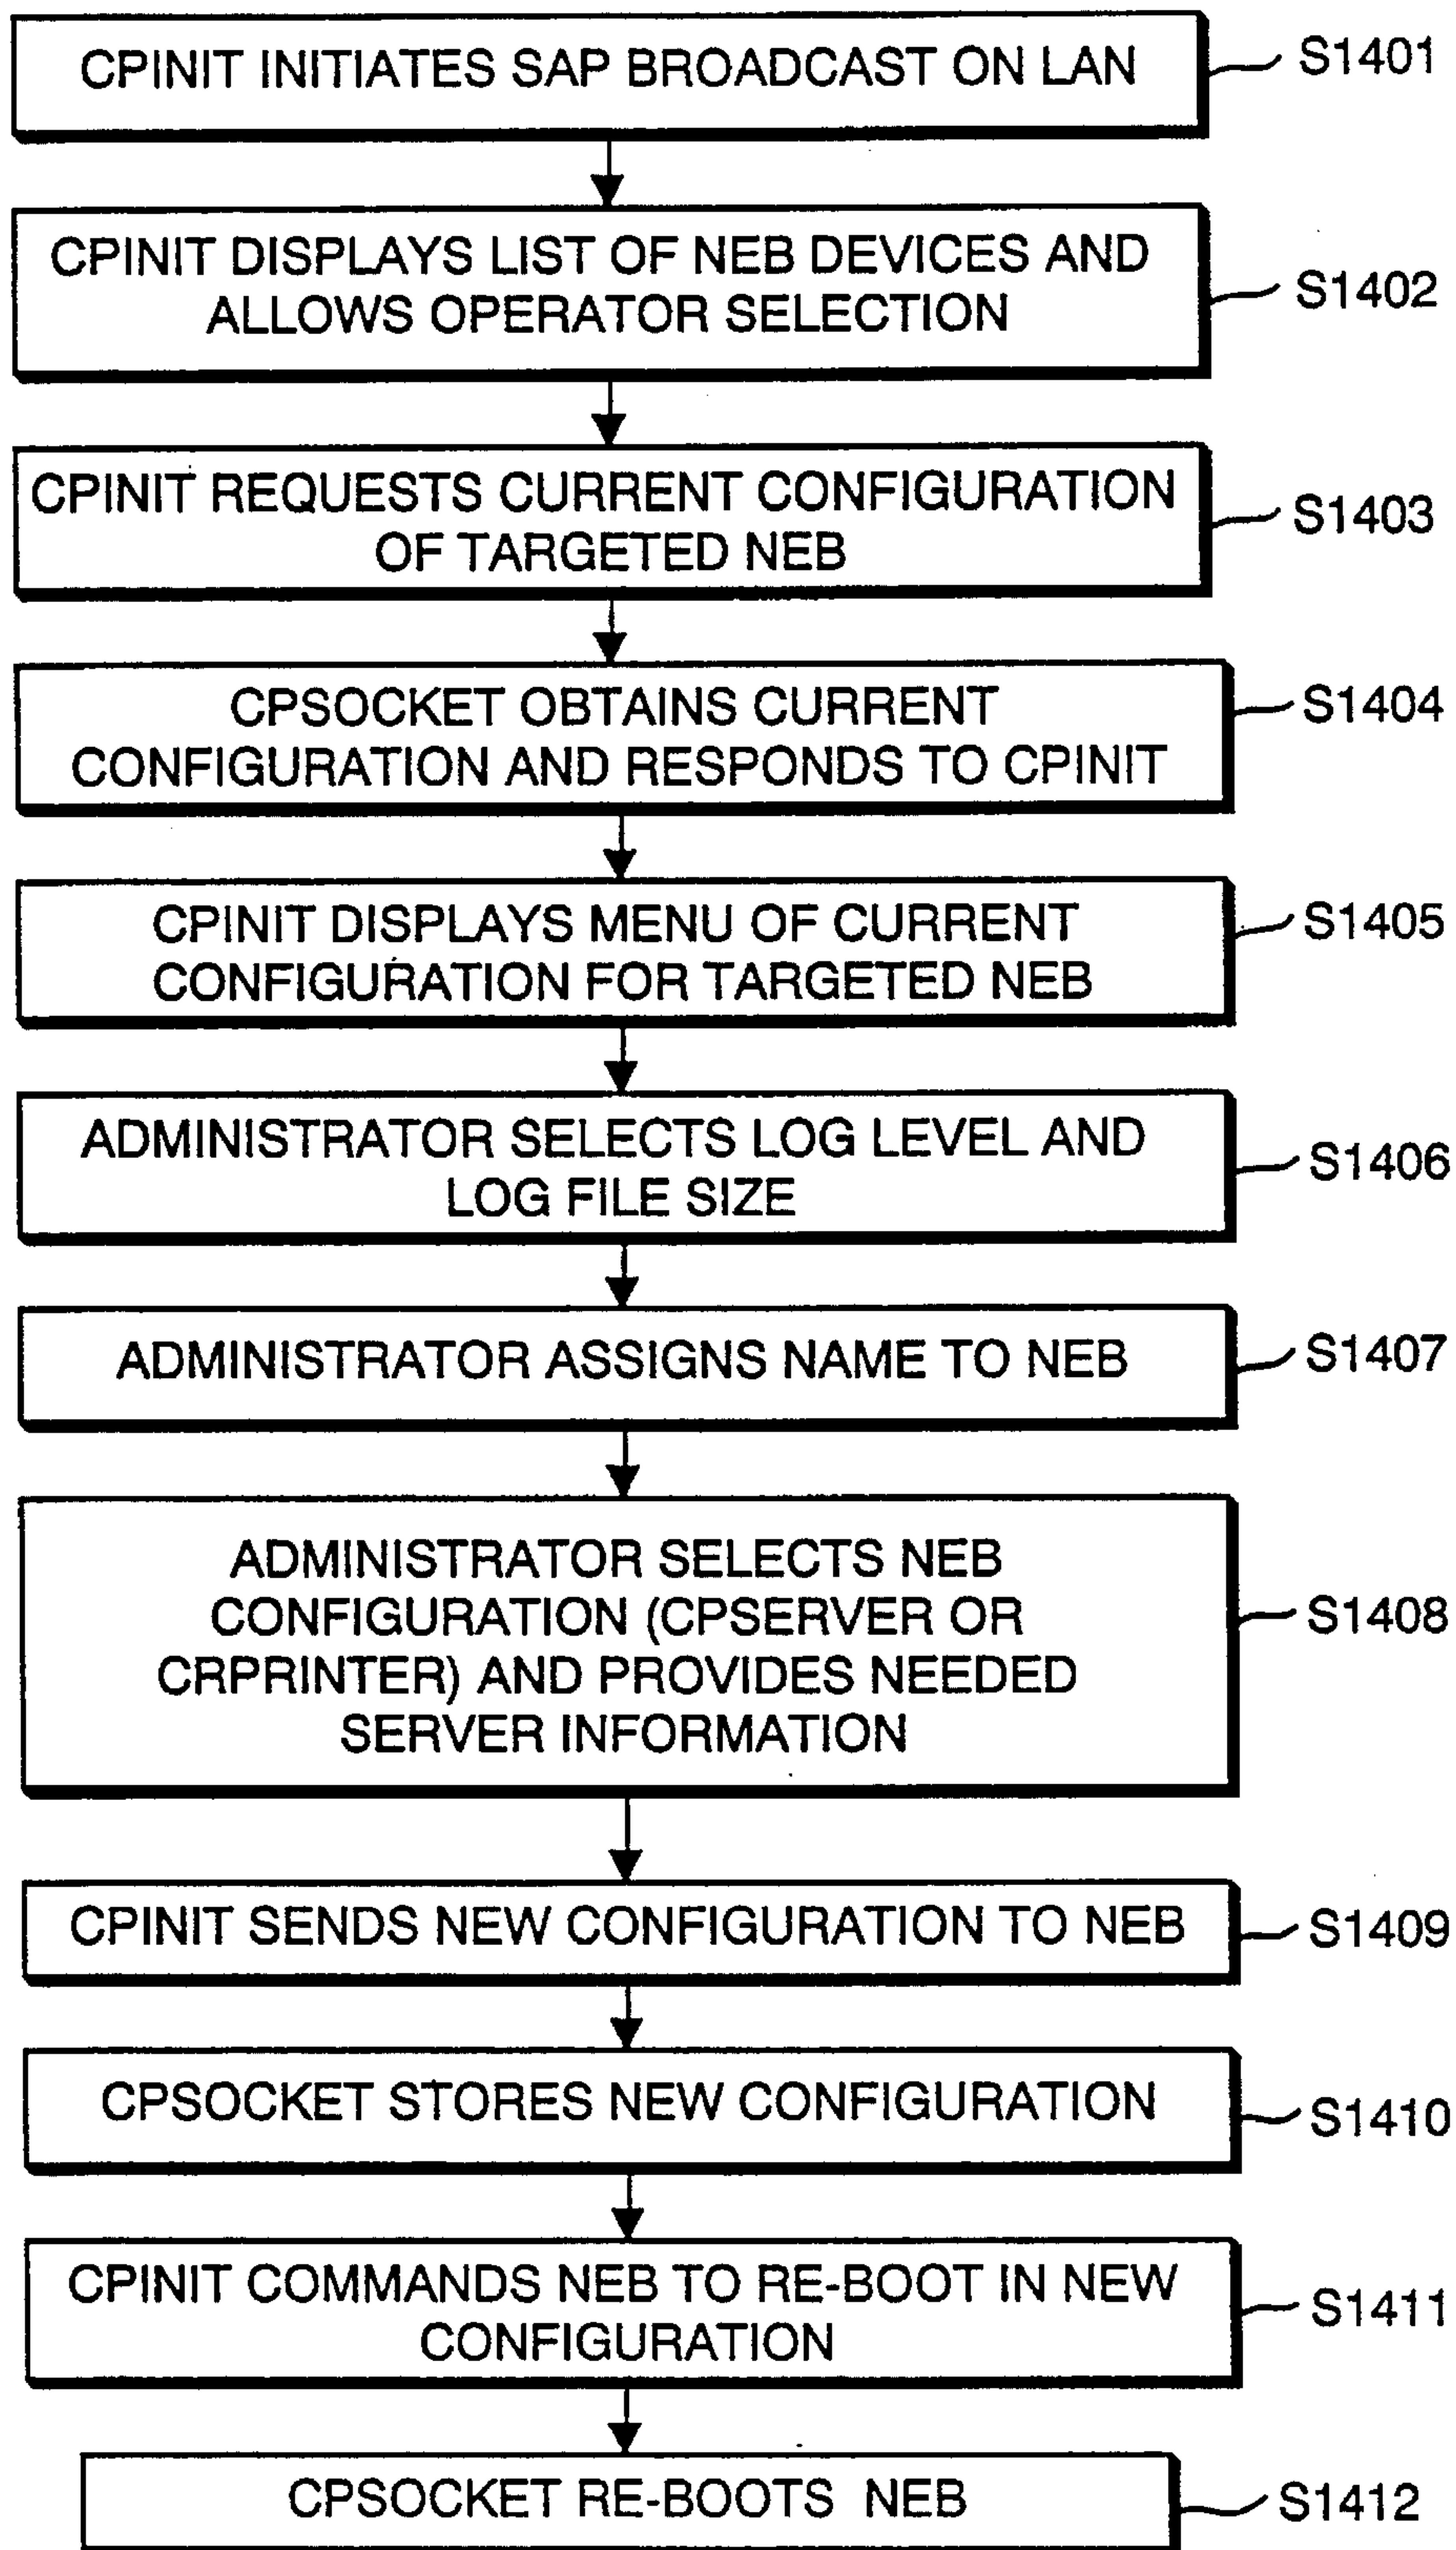 CPINIT INITIATES SAP BROADCAST ON LAN
S1401
CPINIT DISPLAYS LIST OF NEB DEVICES AND
ALLOWS OPERATOR SELECTION
S1402
CPINIT REQUESTS CURRENT CONFIGURATION
OF TARGETED NEB
S1403
CPSOCKET OBTAINS CURRENT
CONFIGURATION AND RESPONDS TO CPINIT
S1404
CPINIT DISPLAYS MENU OF CURRENT
CONFIGURATION FOR TARGETED NEB
S1405
ADMINISTRATOR SELECTS LOG LEVEL AND
LOG FILE SIZE
S1406
ADMINISTRATOR ASSIGNS NAME TO NEB
S1407
ADMINISTRATOR SELECTS NEB
CONFIGURATION (CPSERVER OR
CRPRINTER) AND PROVIDES NEEDED
SERVER INFORMATION
S1408
CPINIT SENDS NEW CONFIGURATION TO NEB
S1409
CPSOCKET STORES NEW CONFIGURATION
S1410
CPINIT COMMANDS NEB TO RE-BOOT IN NEW
CONFIGURATION
S1411
CPSOCKET RE-BOOTS NEB
S1412